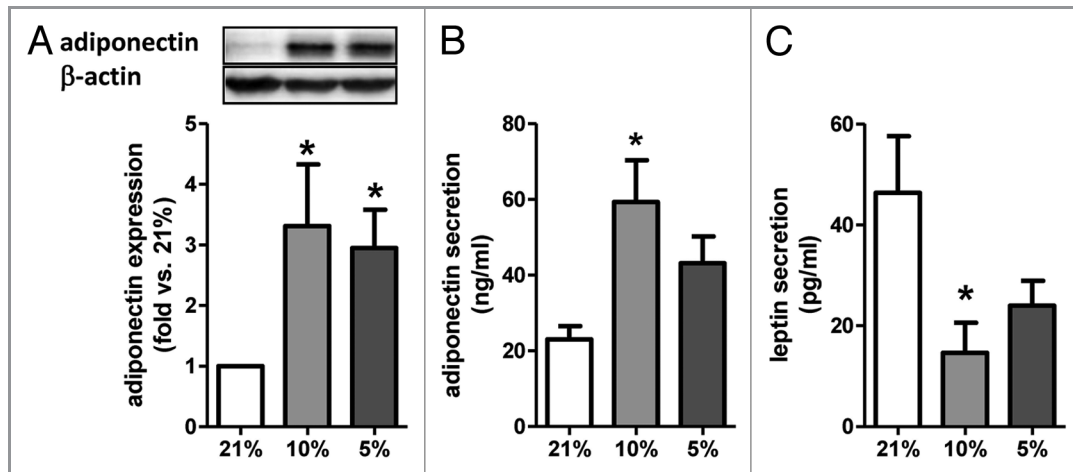 A adiponectin
β-actin
adiponectin expression
(fold vs. 21%)
5
4
3
2
1
0
*
*
21% 10% 5%
B
adiponectin secretion
(ng/ml)
80
60
40
20
0
*
21% 10% 5%
C
leptin secretion
(pg/ml)
60
40
20
0
*
21% 10% 5%